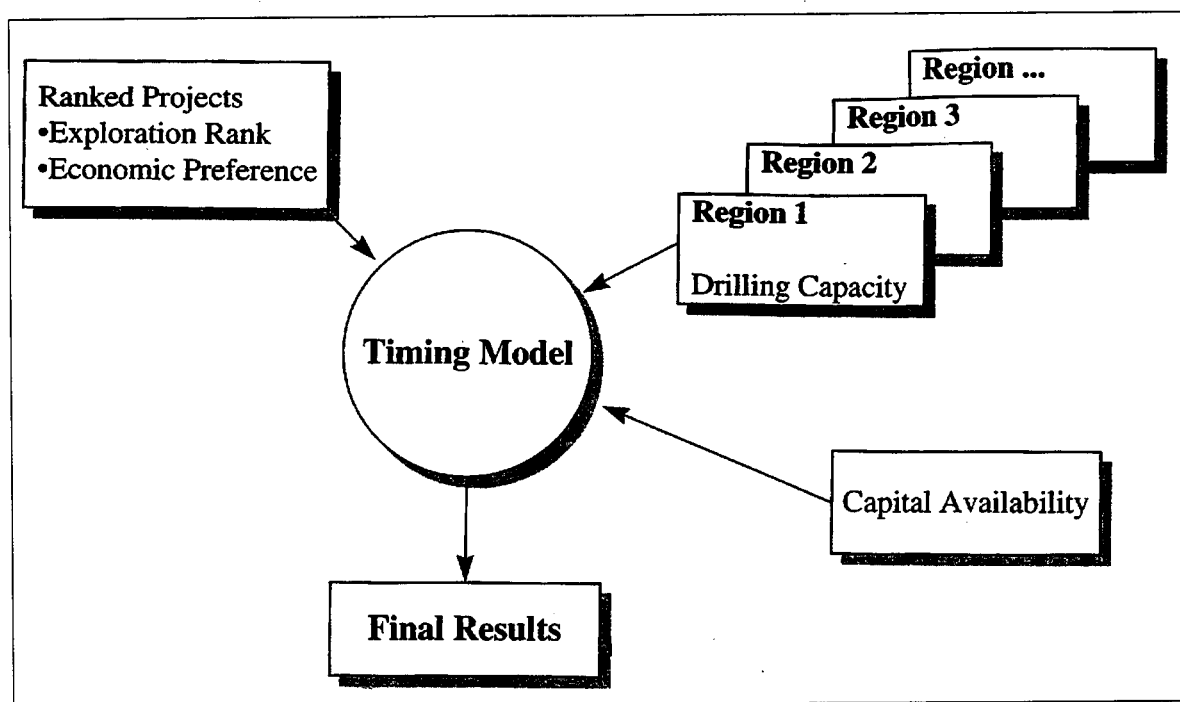 Ranked Projects
•Exploration Rank
•Economic Preference
Region ...
Region 3
Region 2
Region 1
Drilling Capacity
Timing Model
Capital Availability
Final Results